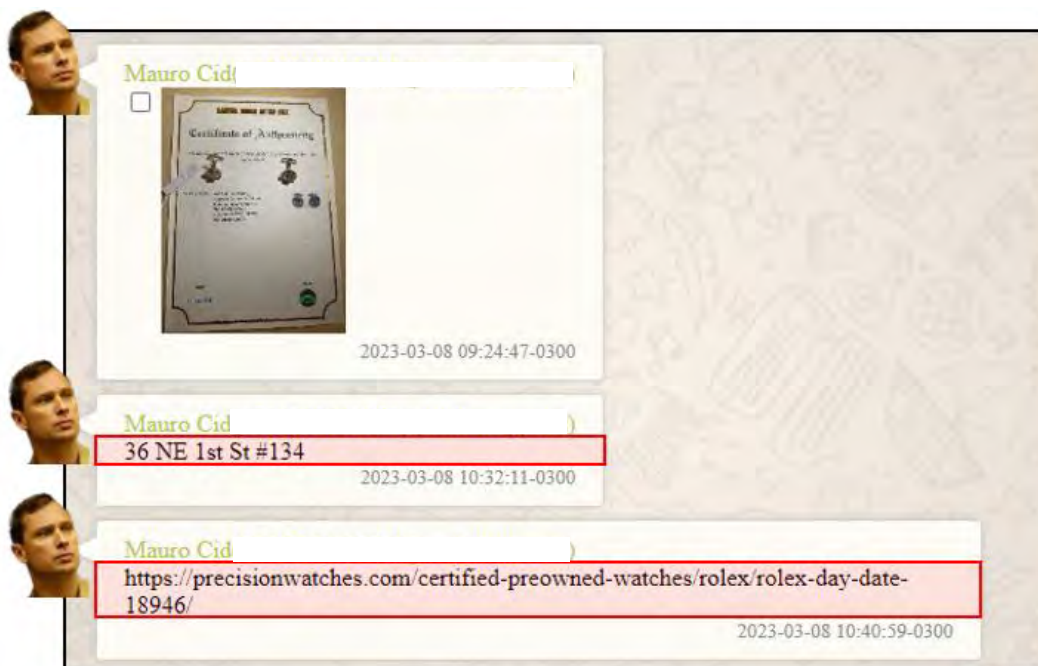 Mauro Cid(
Certificate of Authenticity
2023-03-08 09:24:47-0300
Mauro Cid )
36 NE 1st St #134
2023-03-08 10:32:11-0300
Mauro Cid )
https://precisionwatches.com/certified-preowned-watches/rolex/rolex-day-date-
18946/
2023-03-08 10:40:59-0300